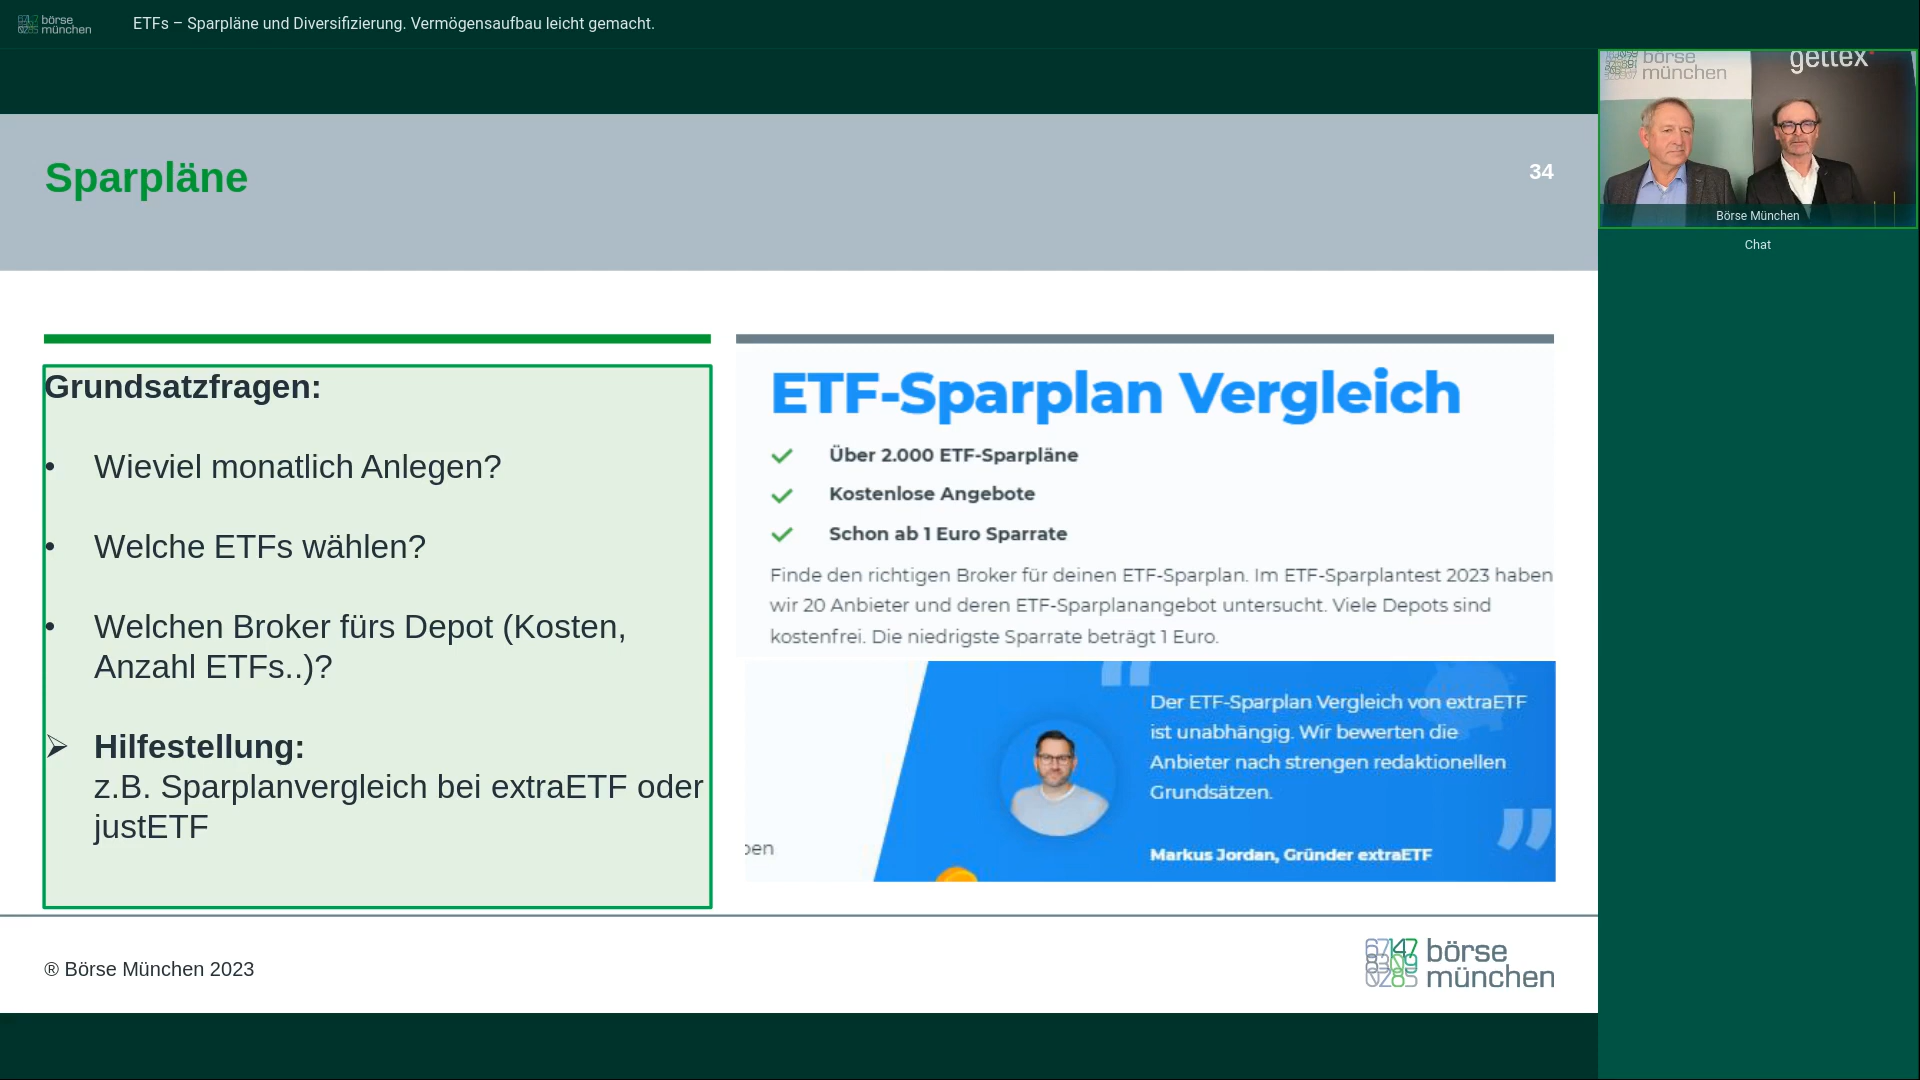 börse
münchen
ETFs – Sparpläne und Diversifizierung. Vermögensaufbau leicht gemacht.
börse
münchen
gettex
Börse München
Chat
Sparpläne
34
Grundsatzfragen:
• Wieviel monatlich Anlegen?
• Welche ETFs wählen?
• Welchen Broker fürs Depot (Kosten,
Anzahl ETFs..)?
➢ Hilfestellung:
z.B. Sparplanvergleich bei extraETF oder
justETF
ETF-Sparplan Vergleich
Über 2.000 ETF-Sparpläne
Kostenlose Angebote
Schon ab 1 Euro Sparrate
Finde den richtigen Broker für deinen ETF-Sparplan. Im ETF-Sparplantest 2023 haben
wir 20 Anbieter und deren ETF-Sparplanangebot untersucht. Viele Depots sind
kostenfrei. Die niedrigste Sparrate beträgt 1 Euro.
"
Der ETF-Sparplan Vergleich von extraETF
ist unabhängig. Wir bewerten die
Anbieter nach strengen redaktionellen
Grundsätzen.
"
Markus Jordan, Gründer extraETF
® Börse München 2023
börse
münchen